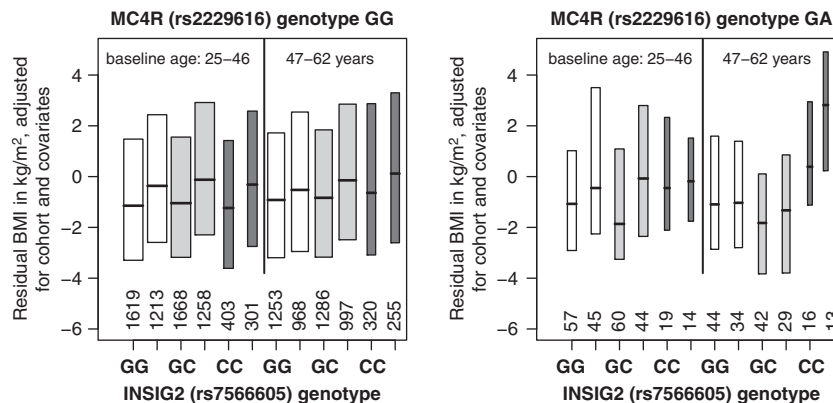 MC4R (rs2229616) genotype GG
Residual BMI in kg/m², adjusted
for cohort and covariates
4
2
0
−2
−4
−6
baseline age: 25−46
47−62 years
1619
1213
1668
1258
403
301
1253
968
1286
997
320
255
GG GC CC GG GC CC
INSIG2 (rs7566605) genotype
MC4R (rs2229616) genotype GA
Residual BMI in kg/m², adjusted
for cohort and covariates
4
2
0
−2
−4
−6
baseline age: 25−46
47−62 years
57
45
60
44
19
14
44
34
42
29
16
13
GG GC CC GG GC CC
INSIG2 (rs7566605) genotype